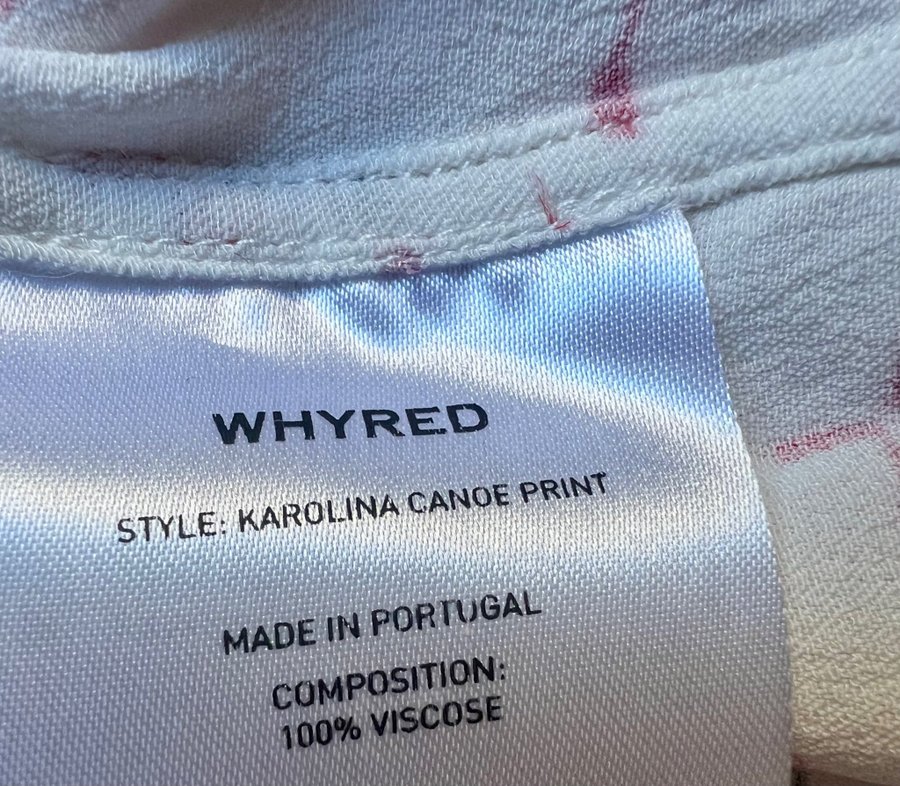 WHYRED
STYLE: KAROLINA CANOE PRINT
MADE IN PORTUGAL
COMPOSITION:
100% VISCOSE